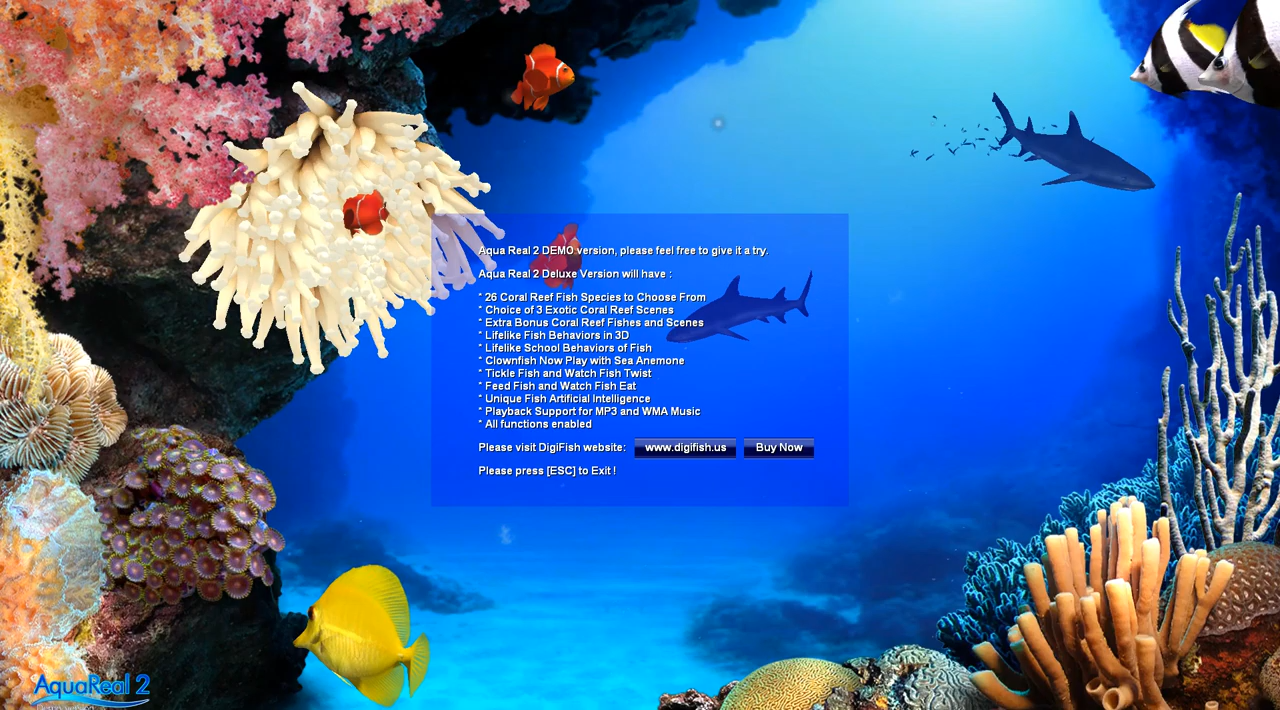 Aqua Real 2 DEMO version, please feel free to give it a try.
Aqua Real 2 Deluxe Version will have :
* 26 Coral Reef Fish Species to Choose From
* Choice of 3 Exotic Coral Reef Scenes
* Extra Bonus Coral Reef Fishes and Scenes
* Lifelike Fish Behaviors in 3D
* Lifelike School Behaviors of Fish
* Clownfish Now Play with Sea Anemone
* Tickle Fish and Watch Fish Twist
* Feed Fish and Watch Fish Eat
* Unique Fish Artificial Intelligence
* Playback Support for MP3 and WMA Music
* All functions enabled
Please visit DigiFish website: www.digifish.us Buy Now
Please press [ESC] to Exit !
AquaReal 2